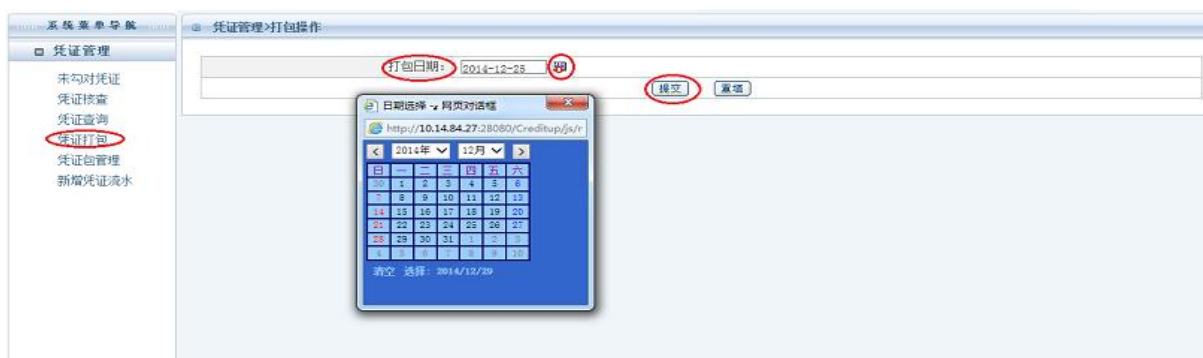 系统菜单导航
凭证管理>打包操作
凭证管理
未勾对凭证
凭证核查
凭证查询
凭证打包
凭证包管理
新增凭证流水
打包日期: 2014-12-25
提交 重填
日期选择 -- 网页对话框
http://10.14.84.27:28080/Creditup/js/r
< 2014年 12月 >
日 一 二 三 四 五 六
30 1 2 3 4 5 6
7 8 9 10 11 12 13
14 15 16 17 18 19 20
21 22 23 24 25 26 27
28 29 30 31 1 2 3
4 5 6 7 8 9 10
清空 选择: 2014/12/29